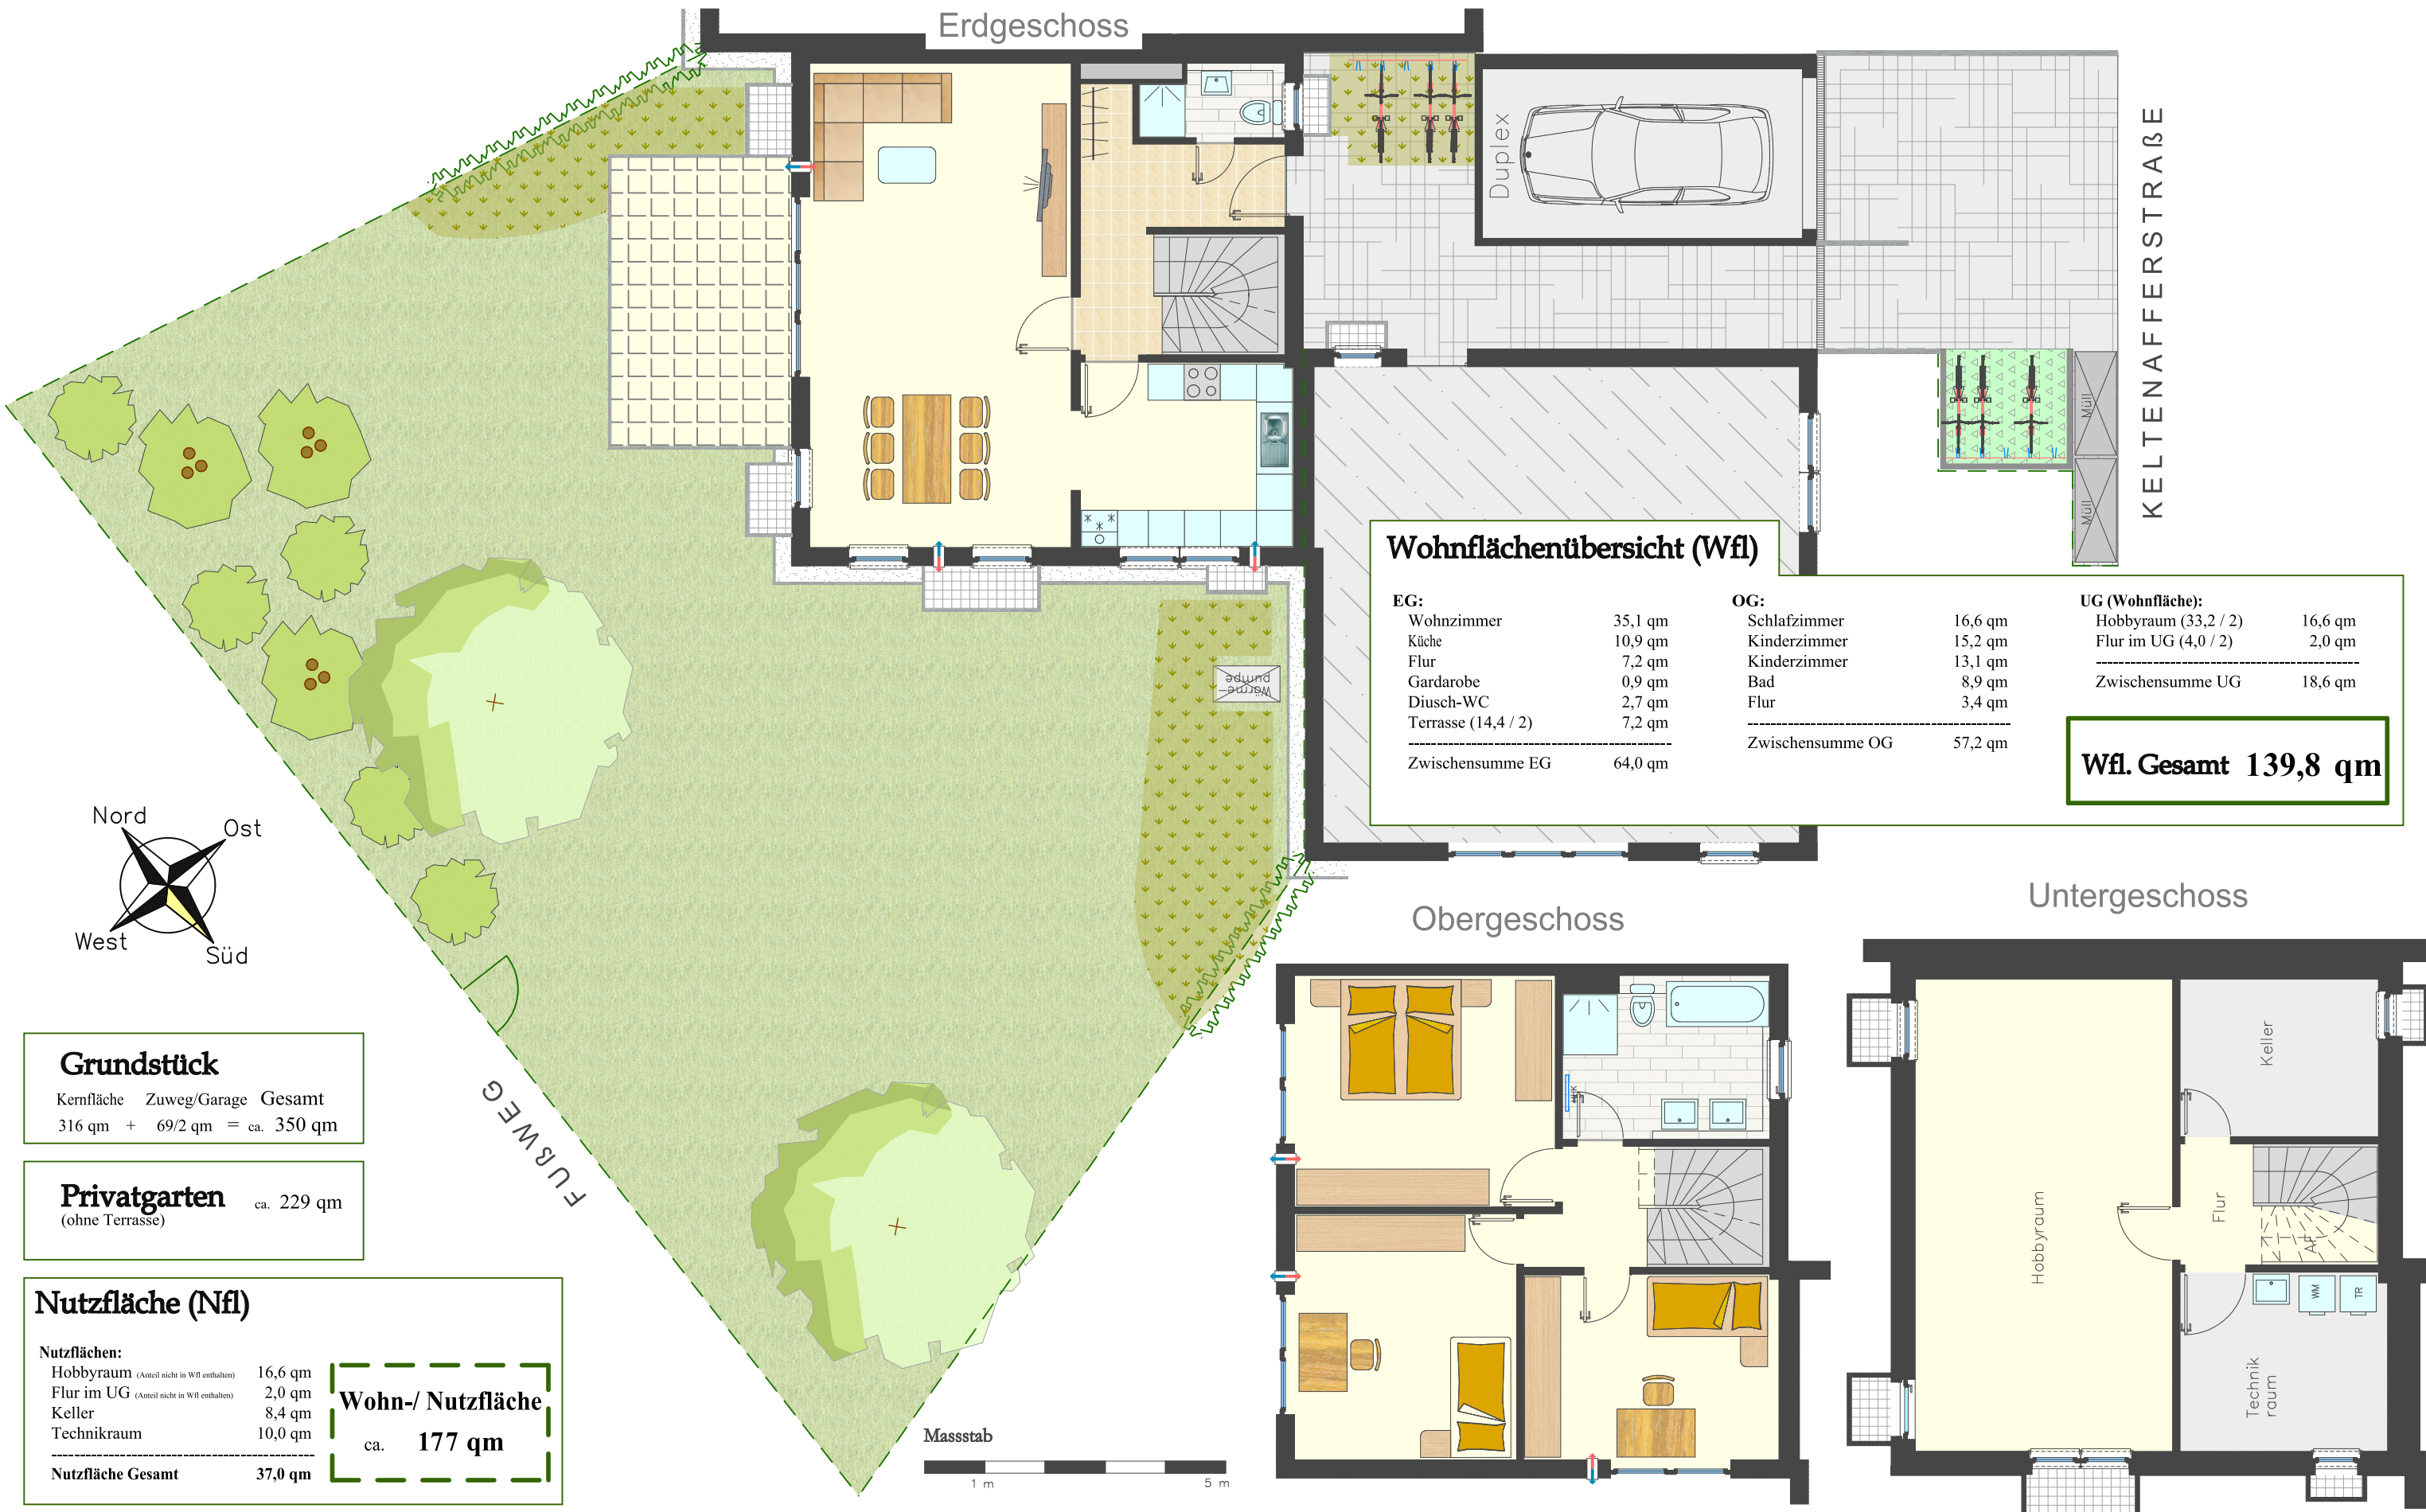 Erdgeschoss
Duplex
KELTENAFFERSTRAßE
Müll
Müll
Wohnflächenübersicht (Wfl)
EG:
Wohnzimmer 35,1 qm
Küche 10,9 qm
Flur 7,2 qm
Gardarobe 0,9 qm
Diusch-WC 2,7 qm
Terrasse (14,4 / 2) 7,2 qm
Zwischensumme EG 64,0 qm
OG:
Schlafzimmer 16,6 qm
Kinderzimmer 15,2 qm
Kinderzimmer 13,1 qm
Bad 8,9 qm
Flur 3,4 qm
Zwischensumme OG 57,2 qm
UG (Wohnfläche):
Hobbyraum (33,2 / 2) 16,6 qm
Flur im UG (4,0 / 2) 2,0 qm
Zwischensumme UG 18,6 qm
Wfl. Gesamt 139,8 qm
Wärme-
pumpe
Nord
Ost
West
Süd
FUßWEG
Grundstück
Kernfläche Zuweg/Garage Gesamt
316 qm + 69/2 qm = ca. 350 qm
Privatgarten ca. 229 qm
(ohne Terrasse)
Nutzfläche (Nfl)
Nutzflächen:
Hobbyraum (Anteil nicht in Wfl enthalten) 16,6 qm
Flur im UG (Anteil nicht in Wfl enthalten) 2,0 qm
Keller 8,4 qm
Technikraum 10,0 qm
Nutzfläche Gesamt 37,0 qm
Wohn-/ Nutzfläche
ca. 177 qm
Massstab
1 m 5 m
Obergeschoss
Untergeschoss
Keller
Hobbyraum
Flur
AF
WM
TR
Technik
raum